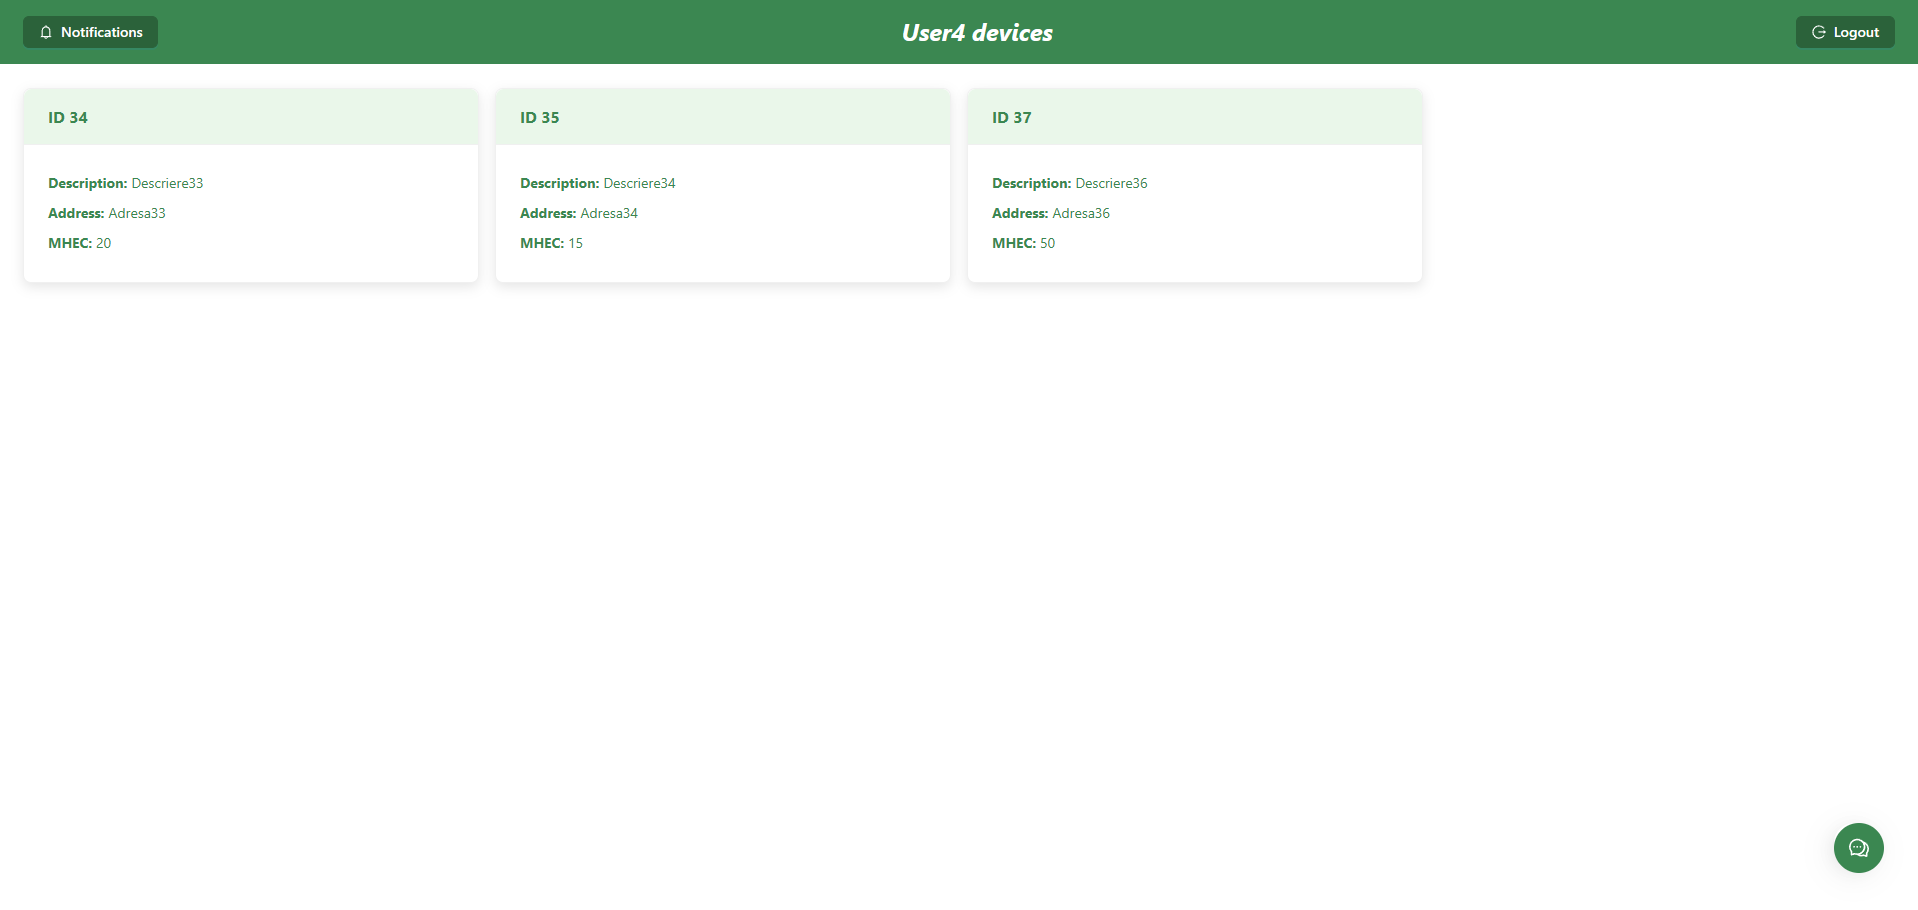 Notifications
User4 devices
Logout
ID 34
Description: Descriere33
Address: Adresa33
MHEC: 20
ID 35
Description: Descriere34
Address: Adresa34
MHEC: 15
ID 37
Description: Descriere36
Address: Adresa36
MHEC: 50